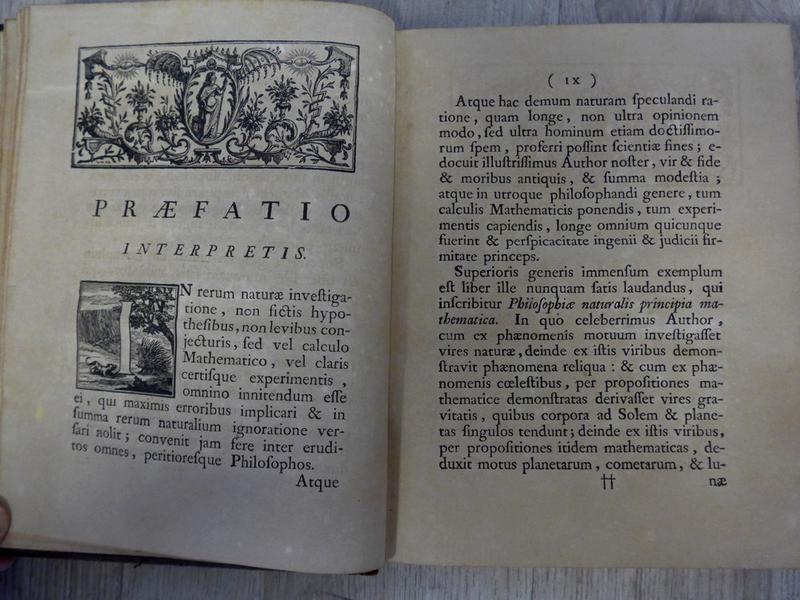 PRÆFATIO
INTERPRETIS.
IN rerum naturæ inveſtiga-
tione, non fictis hypo-
theſibus, non levibus con-
jecturis, ſed vel calculo
Mathematico, vel claris
certiſque experimentis,
omnino innitendum eſſe
ei, qui maximis erroribus implicari & in
ſumma rerum naturalium ignoratione ver-
ſari nolit; convenit jam fere inter erudi-
tos omnes, peritioreſque Philoſophos.
Atque
( IX )
Atque hac demum naturam ſpeculandi ra-
tione, quam longe, non ultra opinionem
modo, ſed ultra hominum etiam doctiſſimo-
rum ſpem, proferri poſſint ſcientiæ fines; e-
docuit illuſtriſſimus Author noſter, vir & fide
& moribus antiquis, & ſumma modeſtia;
atque in utroque philoſophandi genere, tum
calculis Mathematicis ponendis, tum experi-
mentis capiendis, longe omnium quicunque
fuerint & perſpicacitate ingenii & judicii fir-
mitate princeps.
Superioris generis immenſum exemplum
eſt liber ille nunquam ſatis laudandus, qui
inſcribitur Philoſophiæ naturalis principia ma-
thematica. In quo celeberrimus Author,
cum ex phænomenis motuum inveſtigaſſet
vires naturæ, deinde ex iſtis viribus demon-
ſtravit phænomena reliqua: & cum ex phæ-
nomenis cœleſtibus, per propoſitiones ma-
thematice demonſtratas derivaſſet vires gra-
vitatis, quibus corpora ad Solem & plane-
tas ſingulos tendunt; deinde ex iſtis viribus,
per propoſitiones itidem mathematicas, de-
duxit motus planetarum, cometarum, & lu-
†† næ